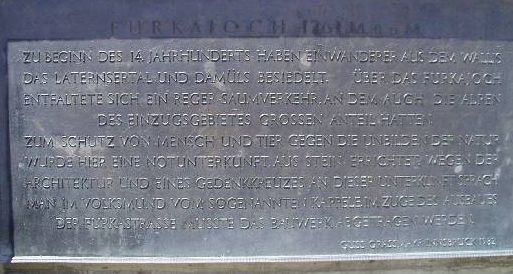 FURKAJOCH 1761 M.ü.M.
ZU BEGINN DES 14. JAHRHUNDERTS HABEN EINWANDERER AUS DEM WALLIS
DAS LATERNSERTAL UND DAMÜLS BESIEDELT. ÜBER DAS FURKAJOCH
ENTFALTETE SICH EIN REGER SAUMVERKEHR, AN DEM AUCH DIE ALPEN
DES EINZUGSGEBIETES GROSSEN ANTEIL HATTEN.
ZUM SCHUTZ VON MENSCH UND TIER GEGEN DIE UNBILDEN DER NATUR
WURDE HIER EINE NOTUNTERKUNFT AUS STEIN ERRICHTET. WEGEN DER
ARCHITEKTUR UND EINES GEDENKKREUZES AN DIESER UNTERKUNFT SPRACH
MAN IM VOLKSMUND VOM SOGENANNTEN KAPPELE. IM ZUGE DES AUSBAUES
DER FURKASTRASSE MUSSTE DAS BAUWERK ABGETRAGEN WERDEN.
GUSS GRASSMAYR INNSBRUCK 1982